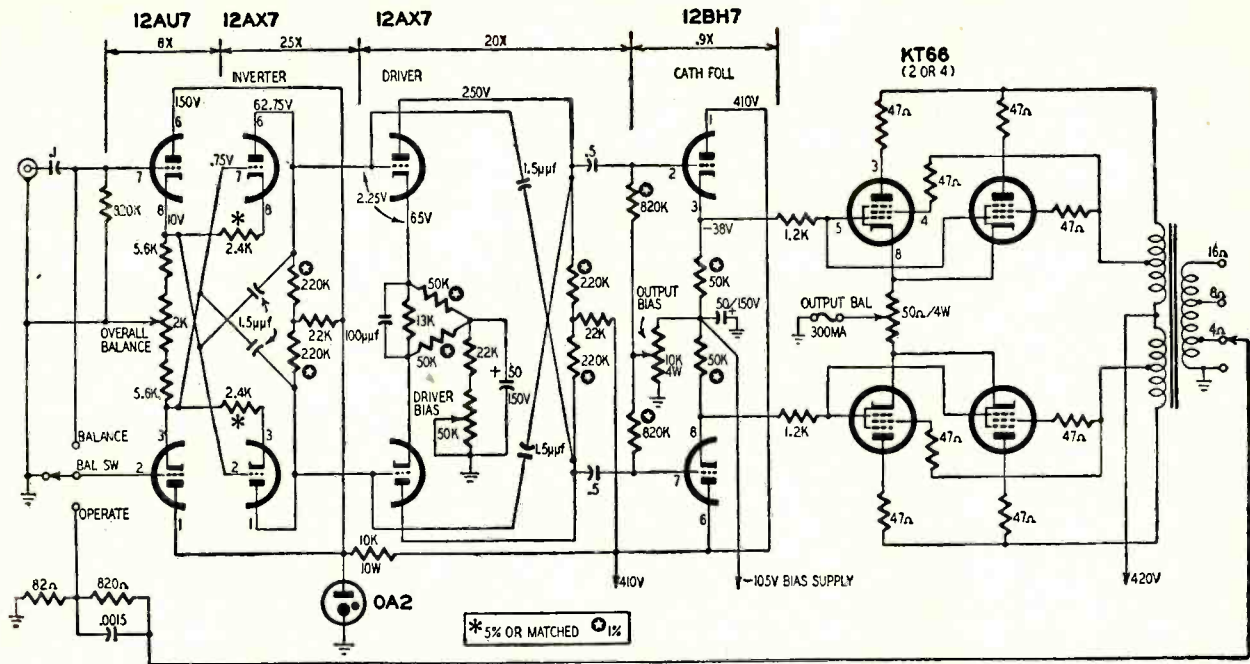 12AU7 12AX7 12AX7 12BH7
8X 25X 20X .9X
KT66
(2 OR 4)
INVERTER DRIVER CATH FOLL
150V 62.75V 250V 410V
6 6 1
.1 7 .75V 7 2.25V 1.5µµf .5 2
820K 8 10V 8 65V 820K 3 -38V
* 2.4K
5.6K
2K
OVERALL
BALANCE
5.6K
1.5µµf
220K
22K
220K
2.4K
*
100µµf
50K
13K
50K
22K
+ 50
150V
DRIVER
BIAS
50K
220K
22K
220K
OUTPUT
BIAS
10K
4W
50K
50/150V
+
50K
820K
1.2K
1.2K
47Ω 47Ω
3 47Ω
5 4 47Ω
8
OUTPUT BAL
300MA
50Ω/4W
47Ω 47Ω
47Ω 47Ω
16Ω
8Ω
4Ω
BALANCE
BAL SW
OPERATE
3 3
2 2
1 1
1.5µµf
.5
8
7
6
10K
10W
410V
-105V BIAS SUPPLY
420V
82Ω 820Ω
.0015
OA2
* 5% OR MATCHED ✪ 1%